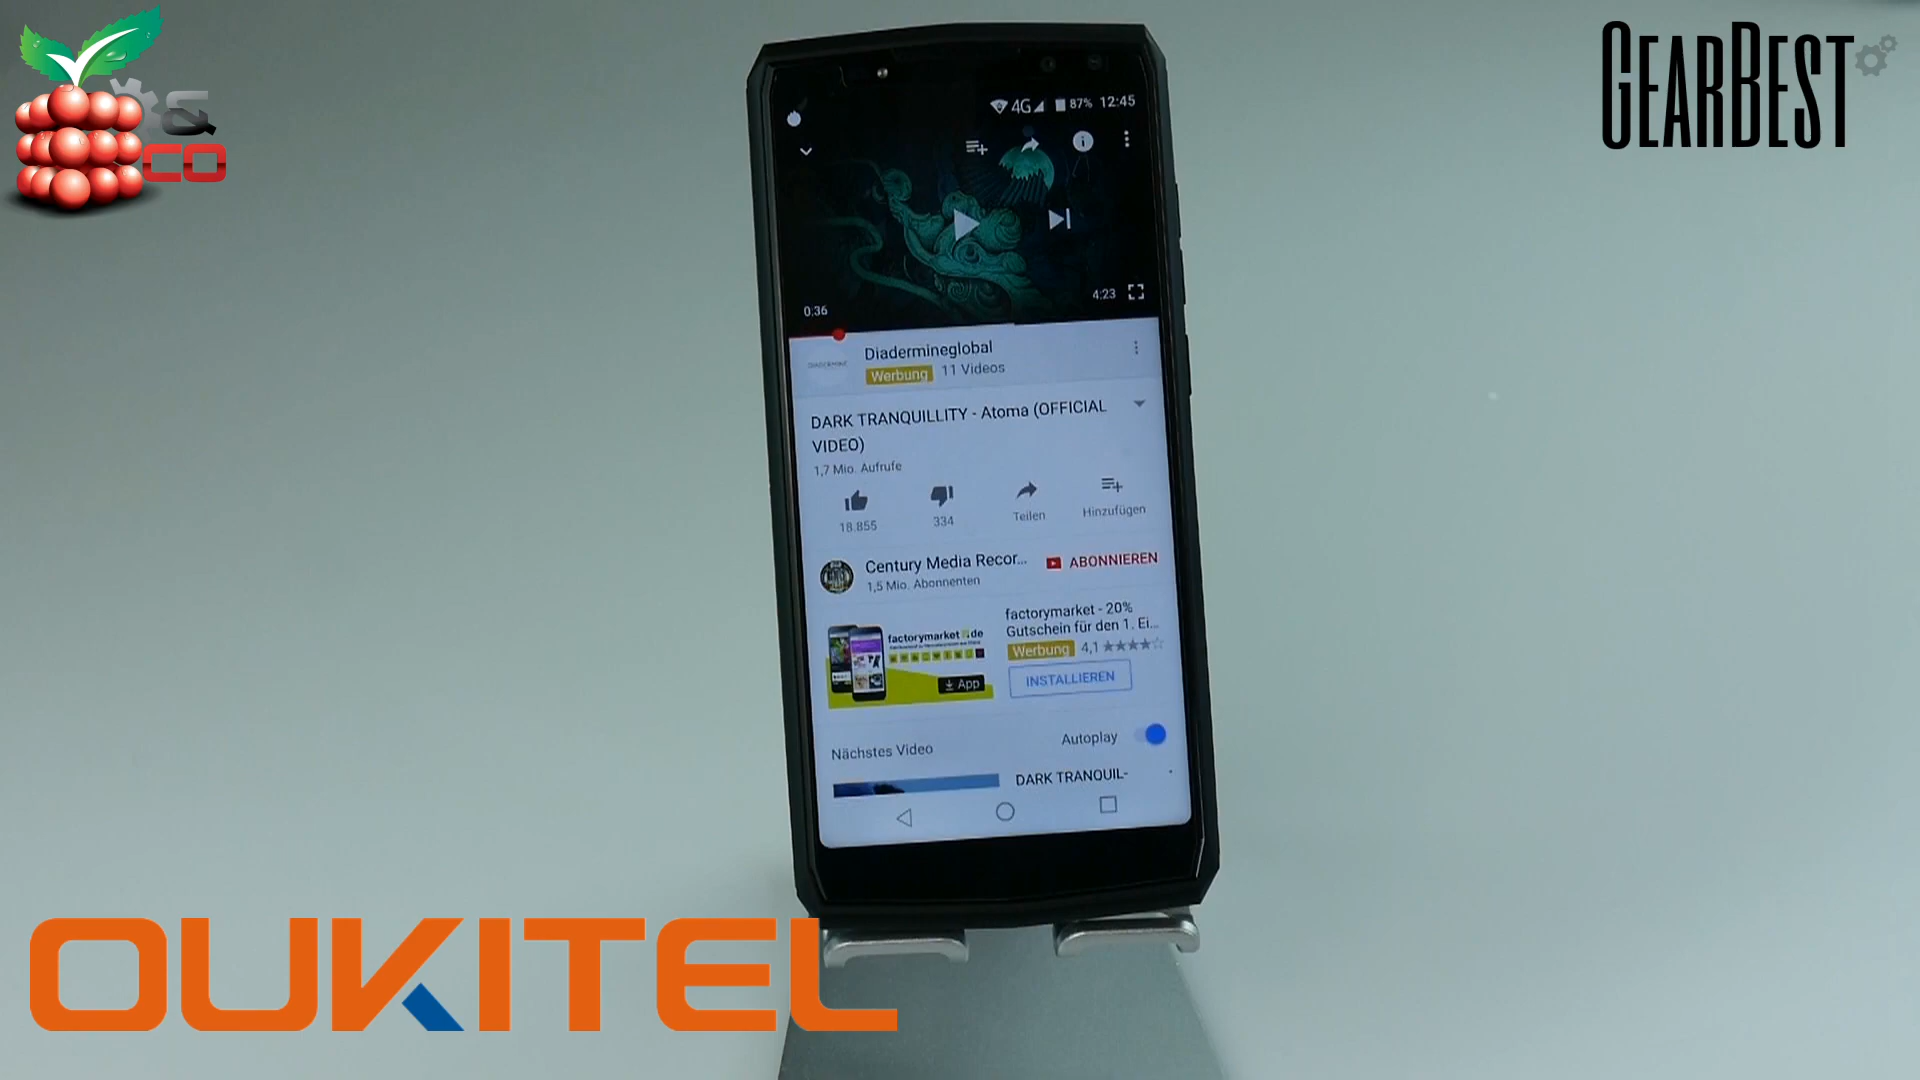 &
CO
GEARBEST
4G 87% 12:45
0:36
4:23
Diadermineglobal
Werbung 11 Videos
DARK TRANQUILLITY - Atoma (OFFICIAL
VIDEO)
1,7 Mio. Aufrufe
18.855
334
Teilen
Hinzufügen
Century Media Recor...
ABONNIEREN
1,5 Mio. Abonnenten
factorymarket.de
App
factorymarket - 20%
Gutschein für den 1. Ei...
Werbung 4,1
INSTALLIEREN
Nächstes Video
Autoplay
DARK TRANQUIL-
OUKITEL